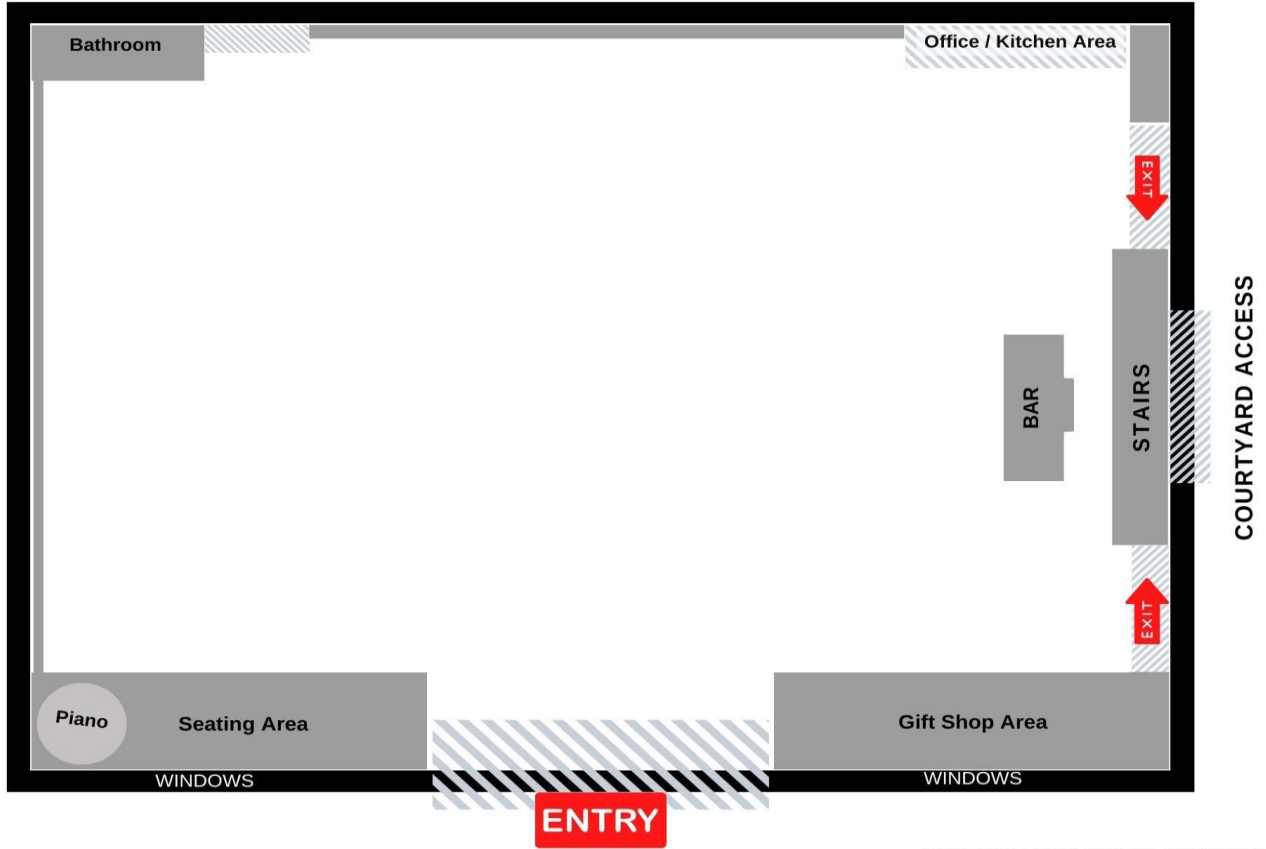 Bathroom
Office / Kitchen Area
EXIT
COURTYARD ACCESS
STAIRS
BAR
EXIT
Piano
Seating Area
Gift Shop Area
WINDOWS
WINDOWS
ENTRY